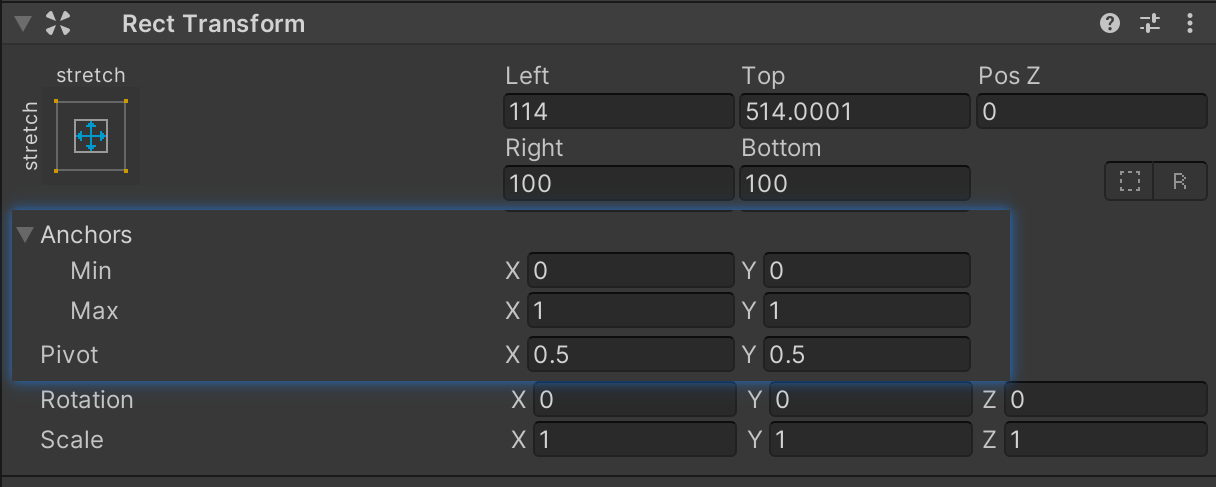 Rect Transform
stretch
stretch
Left Top Pos Z
114 514.0001 0
Right Bottom
100 100
R
Anchors
Min X 0 Y 0
Max X 1 Y 1
Pivot X 0.5 Y 0.5
Rotation X 0 Y 0 Z 0
Scale X 1 Y 1 Z 1